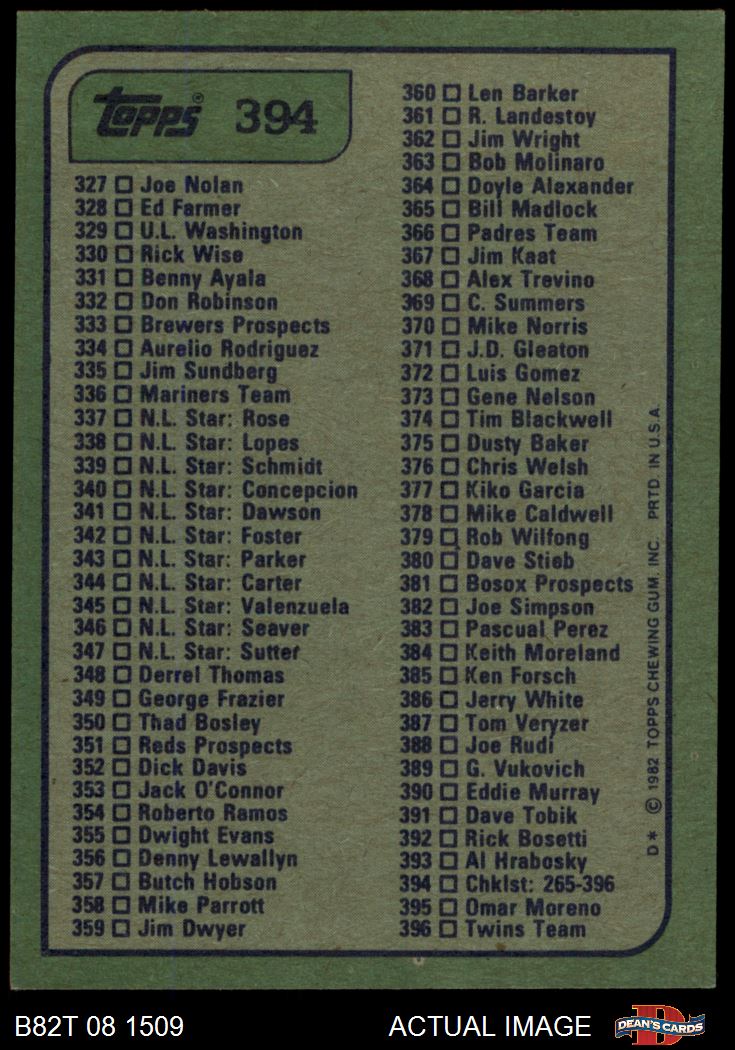 topps® 394
327 Joe Nolan
328 Ed Farmer
329 U.L. Washington
330 Rick Wise
331 Benny Ayala
332 Don Robinson
333 Brewers Prospects
334 Aurelio Rodriguez
335 Jim Sundberg
336 Mariners Team
337 N.L. Star: Rose
338 N.L. Star: Lopes
339 N.L. Star: Schmidt
340 N.L. Star: Concepcion
341 N.L. Star: Dawson
342 N.L. Star: Foster
343 N.L. Star: Parker
344 N.L. Star: Carter
345 N.L. Star: Valenzuela
346 N.L. Star: Seaver
347 N.L. Star: Sutter
348 Derrel Thomas
349 George Frazier
350 Thad Bosley
351 Reds Prospects
352 Dick Davis
353 Jack O'Connor
354 Roberto Ramos
355 Dwight Evans
356 Denny Lewallyn
357 Butch Hobson
358 Mike Parrott
359 Jim Dwyer
360 Len Barker
361 R. Landestoy
362 Jim Wright
363 Bob Molinaro
364 Doyle Alexander
365 Bill Madlock
366 Padres Team
367 Jim Kaat
368 Alex Trevino
369 C. Summers
370 Mike Norris
371 J.D. Gleaton
372 Luis Gomez
373 Gene Nelson
374 Tim Blackwell
375 Dusty Baker
376 Chris Welsh
377 Kiko Garcia
378 Mike Caldwell
379 Rob Wilfong
380 Dave Stieb
381 Bosox Prospects
382 Joe Simpson
383 Pascual Perez
384 Keith Moreland
385 Ken Forsch
386 Jerry White
387 Tom Veryzer
388 Joe Rudi
389 G. Vukovich
390 Eddie Murray
391 Dave Tobik
392 Rick Bosetti
393 Al Hrabosky
394 Chklst: 265-396
395 Omar Moreno
396 Twins Team
D* © 1982 TOPPS CHEWING GUM, INC. PRTD. IN U.S.A.
B82T 08 1509 ACTUAL IMAGE DEAN'S CARDS